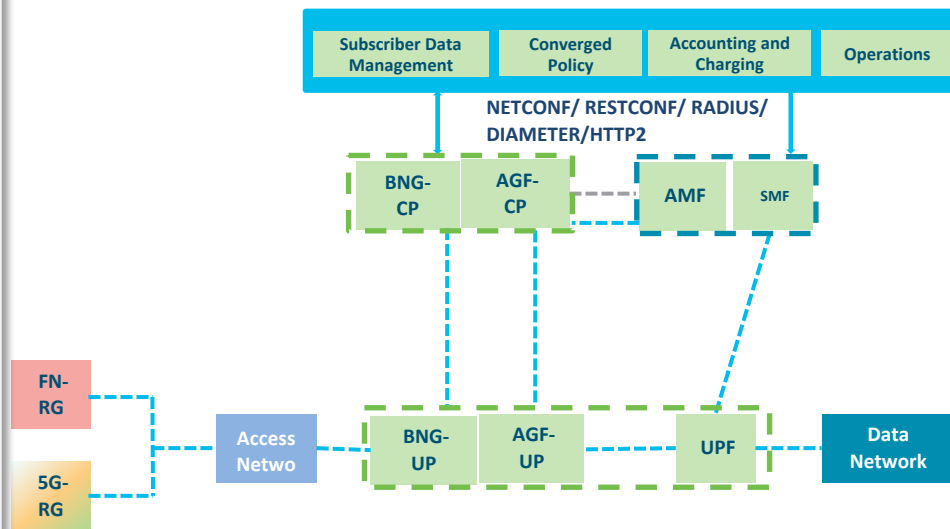 Subscriber Data
Management
Converged
Policy
Accounting and
Charging
Operations
NETCONF/ RESTCONF/ RADIUS/
DIAMETER/HTTP2
BNG-
CP
AGF-
CP
AMF
SMF
FN-
RG
5G-
RG
Access
Netwo
BNG-
UP
AGF-
UP
UPF
Data
Network